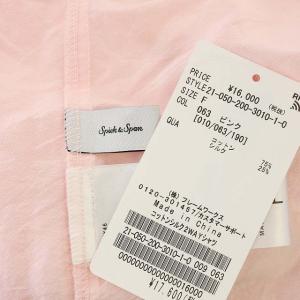 Spick & Span
PRICE ¥16,000 (税抜)
STYLE 21-050-200-3010-1-0
SIZE F
COL 063 ピンク
[010/063/190]
QUA コットン 75%
シルク 25%
(株)フレームワークス
0120-301457/カスタマーサポート
Made in China
コットンシルク2WAYシャツ
21-050-200-3010-1-0 009 063
0000000000000016000
¥17,600